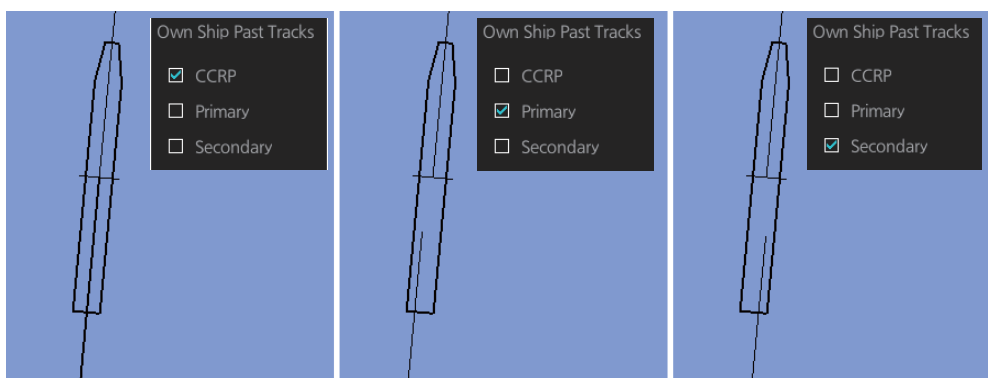 Own Ship Past Tracks
CCRP
Primary
Secondary
Own Ship Past Tracks
CCRP
Primary
Secondary
Own Ship Past Tracks
CCRP
Primary
Secondary